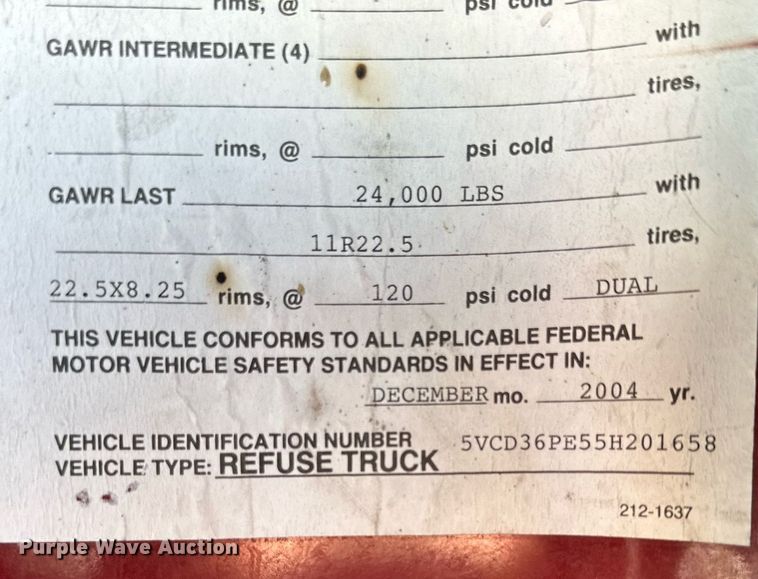 rims, @ psi cold
GAWR INTERMEDIATE (4) with
tires,
rims, @ psi cold
GAWR LAST 24,000 LBS with
11R22.5 tires,
22.5X8.25 rims, @ 120 psi cold DUAL
THIS VEHICLE CONFORMS TO ALL APPLICABLE FEDERAL
MOTOR VEHICLE SAFETY STANDARDS IN EFFECT IN:
DECEMBER mo. 2004 yr.
VEHICLE IDENTIFICATION NUMBER 5VCD36PE55H201658
VEHICLE TYPE: REFUSE TRUCK
212-1637
Purple Wave Auction